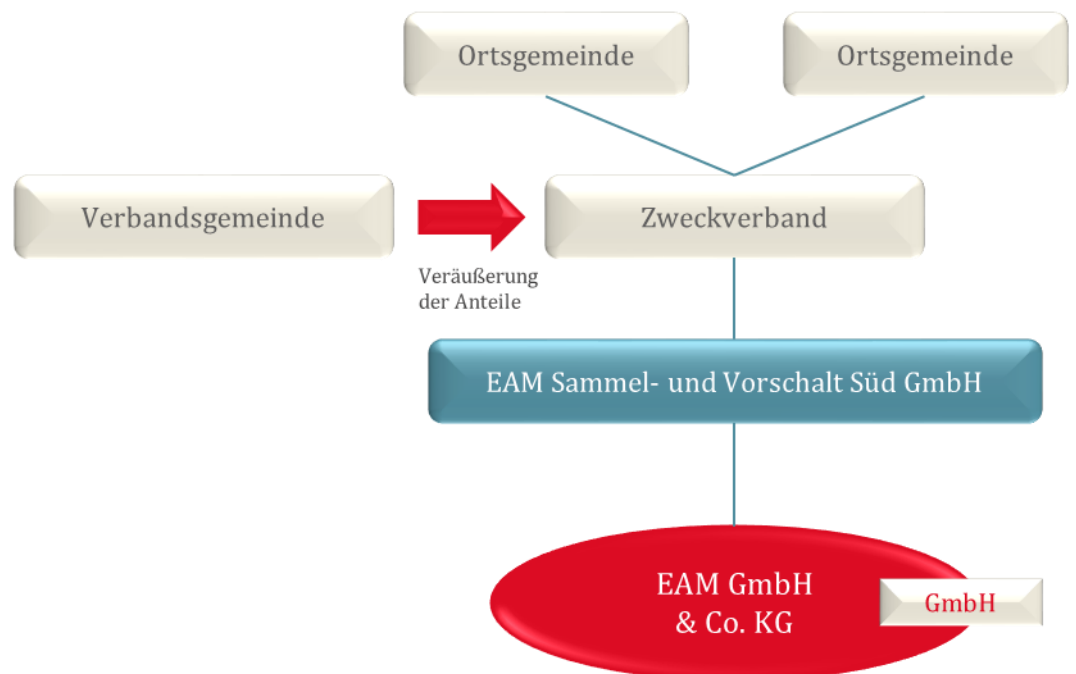 Ortsgemeinde
Ortsgemeinde
Verbandsgemeinde
Zweckverband
Veräußerung
der Anteile
EAM Sammel- und Vorschalt Süd GmbH
EAM GmbH
& Co. KG
GmbH